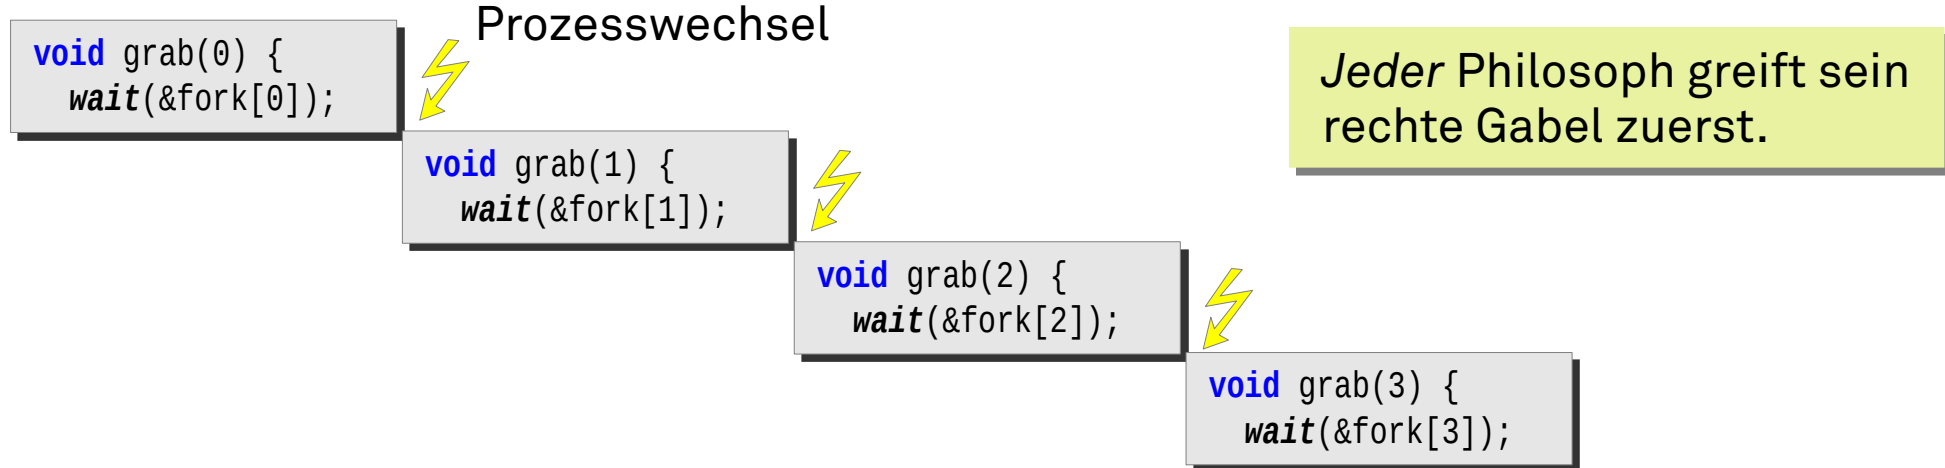 Prozesswechsel
void grab(0) {
wait(&fork[0]);
Jeder Philosoph greift sein
rechte Gabel zuerst.
void grab(1) {
wait(&fork[1]);
void grab(2) {
wait(&fork[2]);
void grab(3) {
wait(&fork[3]);